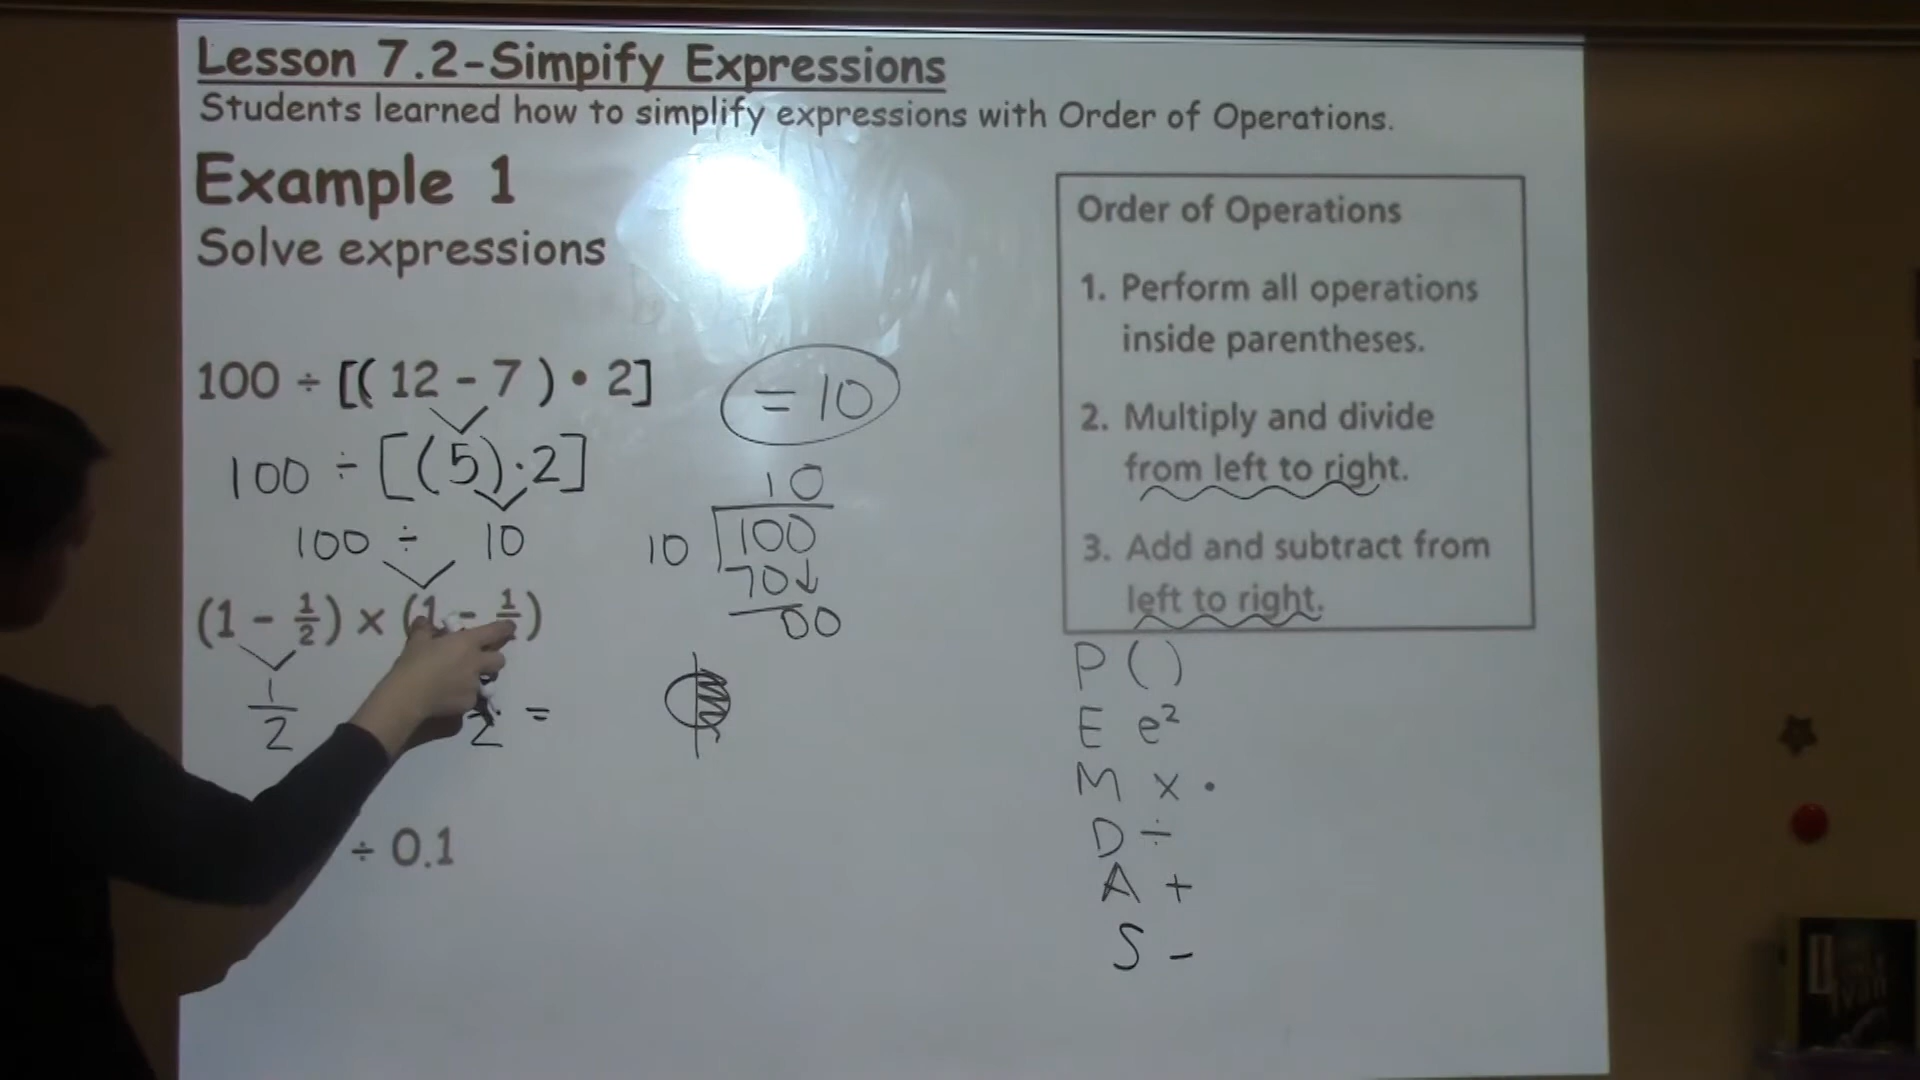 Lesson 7.2-Simpify Expressions
Students learned how to simplify expressions with Order of Operations.
Example 1
Solve expressions
100 ÷ [( 12 - 7 ) • 2]
= 10
100 ÷ [(5)·2]
100 ÷ 10
10
10 100
10↓
00
(1 - 1/2) × (1 -
1/2
2 =
÷ 0.1
Order of Operations
1. Perform all operations
inside parentheses.
2. Multiply and divide
from left to right.
3. Add and subtract from
left to right.
P ( )
E e²
M × •
D ÷
A +
S -